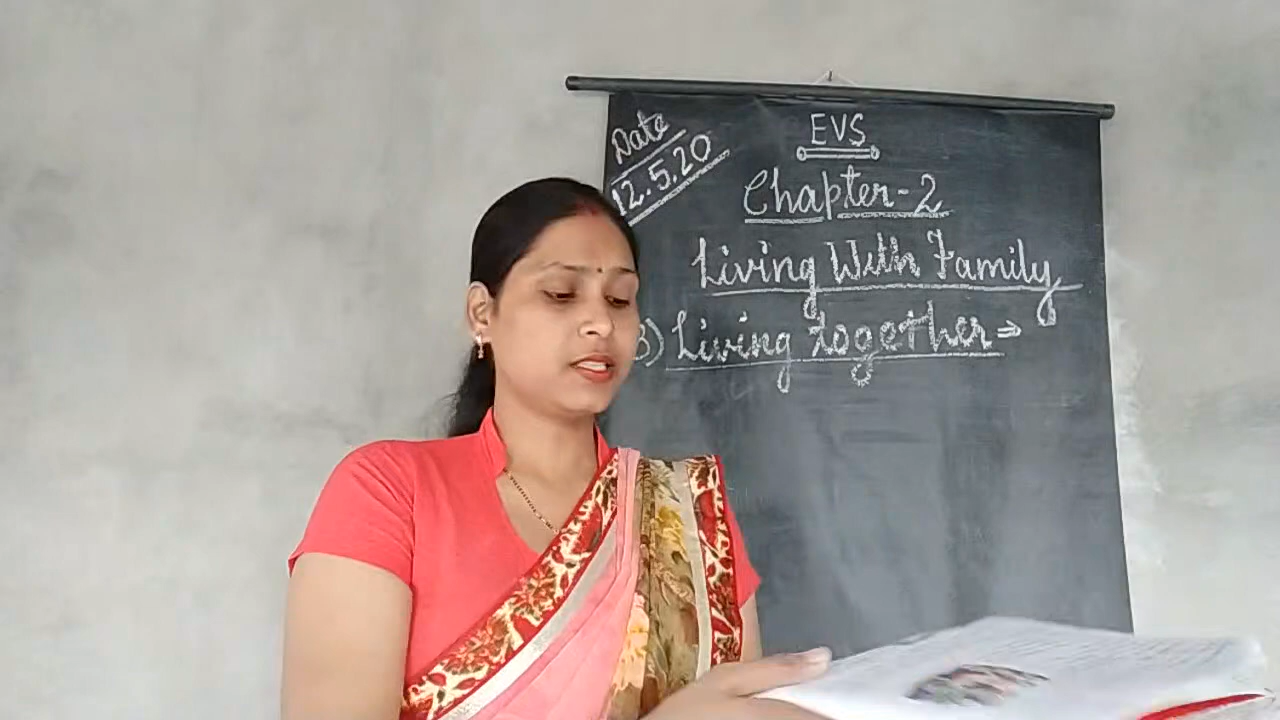 Date
12.5.20
EVS
Chapter-2
Living With Family
3) Living together⇒